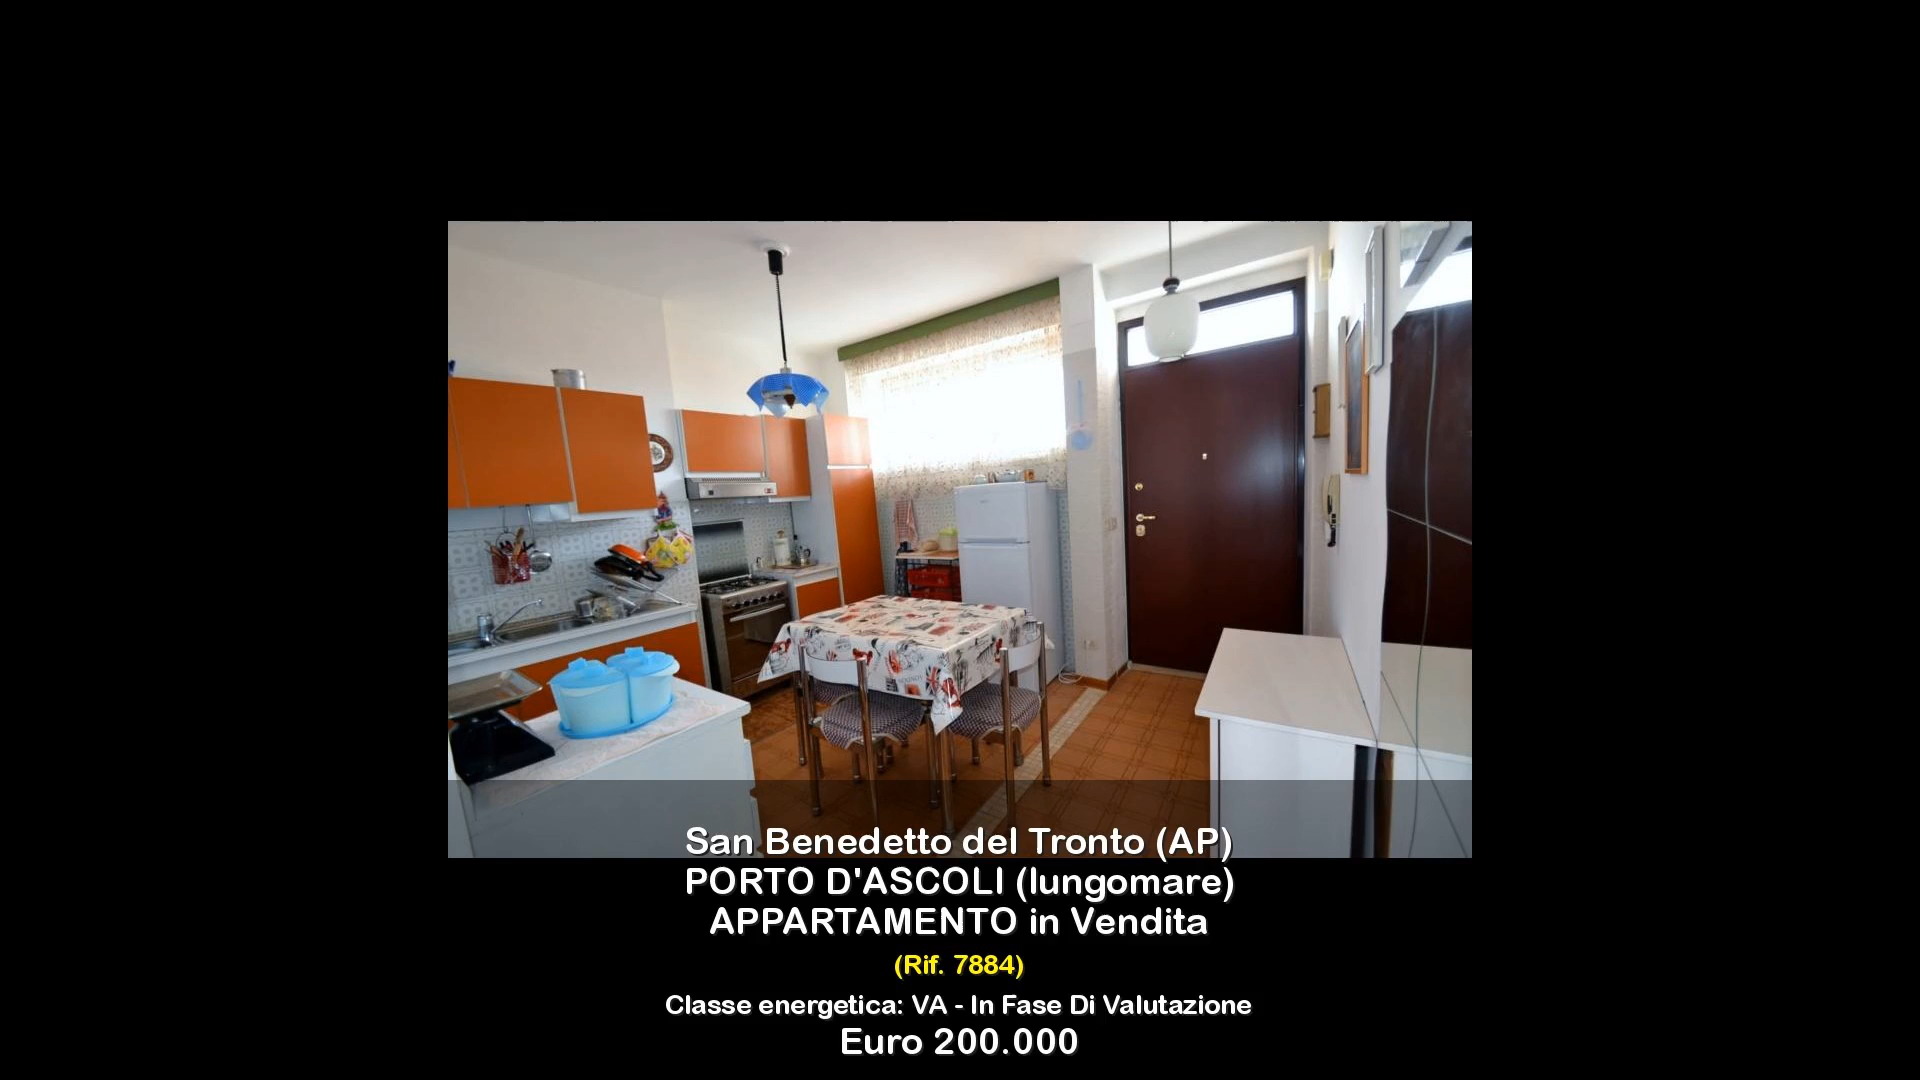 San Benedetto del Tronto (AP)
PORTO D'ASCOLI (lungomare)
APPARTAMENTO in Vendita
(Rif. 7884)
Classe energetica: VA - In Fase Di Valutazione
Euro 200.000